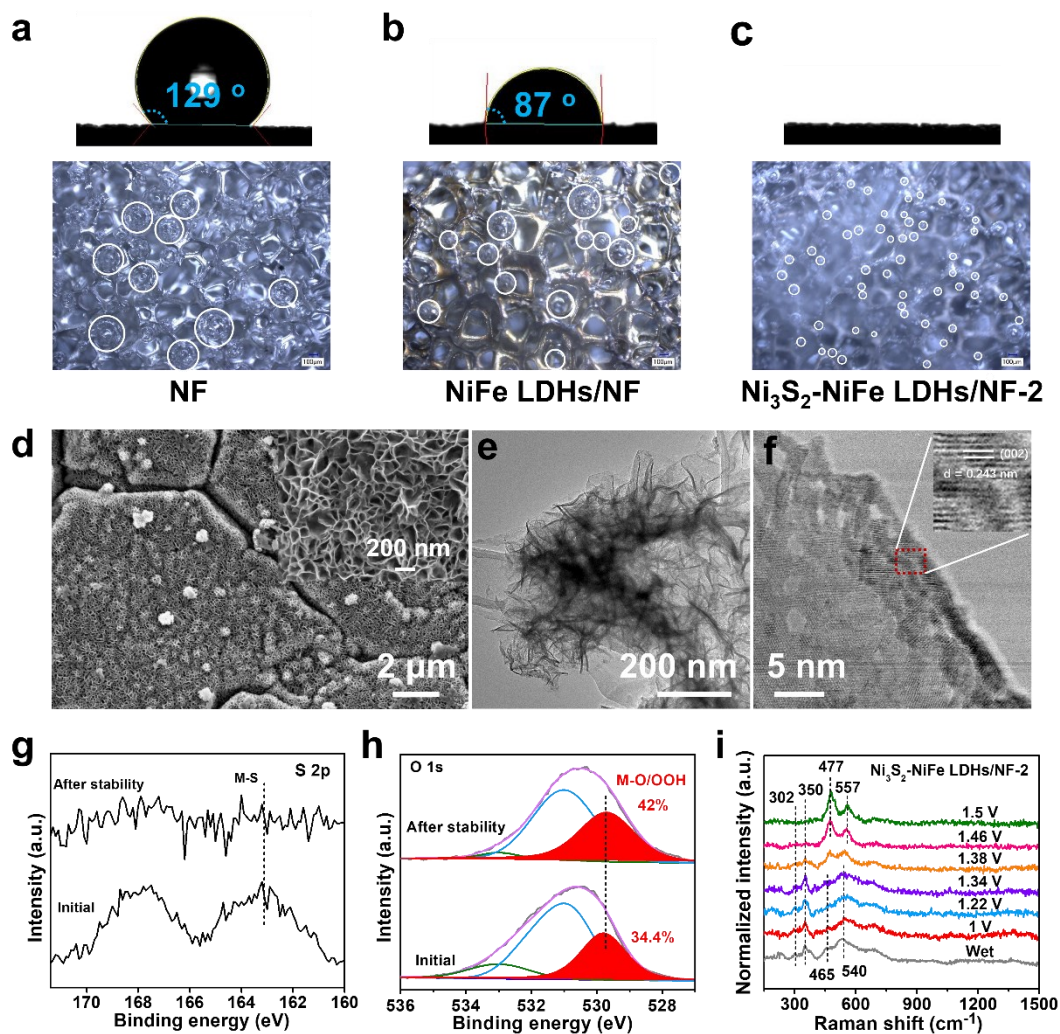 a
129 °
100μm
NF
b
87 °
100μm
NiFe LDHs/NF
c
100μm
Ni₃S₂-NiFe LDHs/NF-2
d
200 nm
2 μm
e
200 nm
f
(002)
d = 0.243 nm
5 nm
g
S 2p
M-S
After stability
Initial
Intensity (a.u.)
170 168 166 164 162 160
Binding energy (eV)
h
O 1s
M-O/OOH
42%
After stability
34.4%
Initial
Intensity (a.u.)
536 534 532 530 528
Binding energy (eV)
i
Ni₃S₂-NiFe LDHs/NF-2
477
302 350 557
1.5 V
1.46 V
1.38 V
1.34 V
1.22 V
1 V
Wet
465 540
Normalized intensity (a.u.)
300 600 900 1200 1500
Raman shift (cm⁻¹)